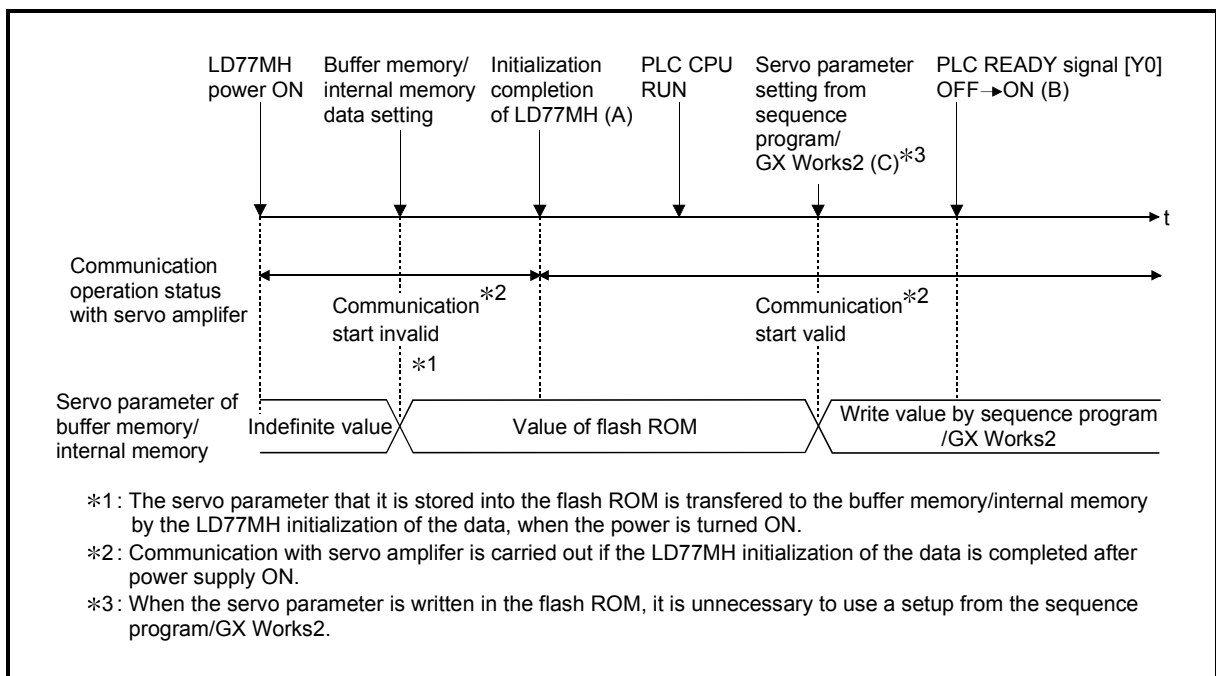 LD77MH
power ON
Buffer memory/
internal memory
data setting
Initialization
completion
of LD77MH (A)
PLC CPU
RUN
Servo parameter
setting from
sequence
program/
GX Works2 (C)*3
PLC READY signal [Y0]
OFF→ON (B)
t
Communication
operation status
with servo amplifer
Communication*2
start invalid
Communication*2
start valid
*1
Servo parameter of
buffer memory/
internal memory
Indefinite value
Value of flash ROM
Write value by sequence program
/GX Works2
*1: The servo parameter that it is stored into the flash ROM is transfered to the buffer memory/internal memory
by the LD77MH initialization of the data, when the power is turned ON.
*2: Communication with servo amplifer is carried out if the LD77MH initialization of the data is completed after
power supply ON.
*3: When the servo parameter is written in the flash ROM, it is unnecessary to use a setup from the sequence
program/GX Works2.